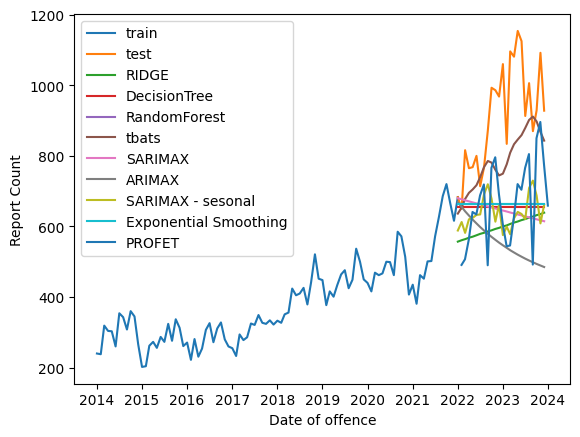 train
test
RIDGE
DecisionTree
RandomForest
tbats
SARIMAX
ARIMAX
SARIMAX - sesonal
Exponential Smoothing
PROFET
1200
1000
800
600
400
200
Report Count
2014 2015 2016 2017 2018 2019 2020 2021 2022 2023 2024
Date of offence